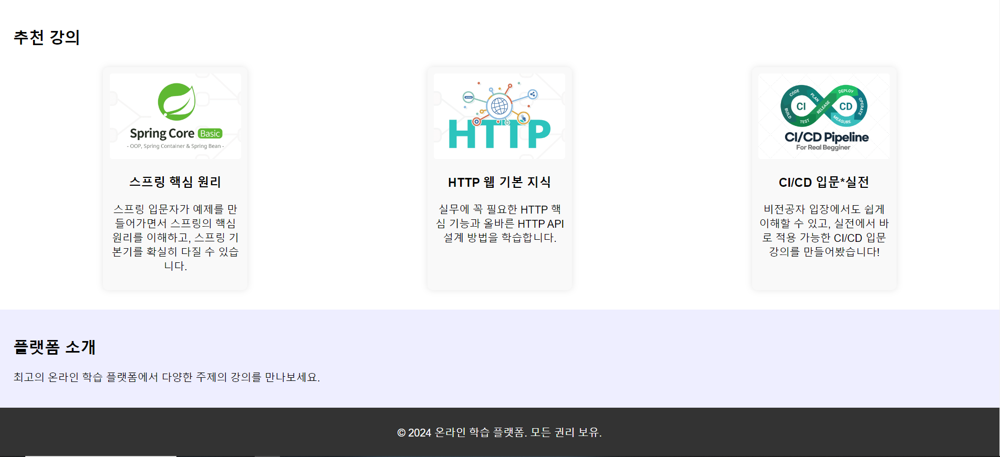 추천 강의
Spring Core Basic
- OOP, Spring Container & Spring Bean -
스프링 핵심 원리
스프링 입문자가 예제를 만
들어가면서 스프링의 핵심
원리를 이해하고, 스프링 기
본기를 확실히 다질 수 있습
니다.
www
HTTP
HTTP 웹 기본 지식
실무에 꼭 필요한 HTTP 핵
심 기능과 올바른 HTTP API
설계 방법을 학습합니다.
CODE
PLAN
BUILD
TEST
CI
RELEASE
DEPLOY
OPERATE
MEASURE
CD
CI/CD Pipeline
For Real Begginer
CI/CD 입문*실전
비전공자 입장에서도 쉽게
이해할 수 있고, 실전에서 바
로 적용 가능한 CI/CD 입문
강의를 만들어봤습니다!
플랫폼 소개
최고의 온라인 학습 플랫폼에서 다양한 주제의 강의를 만나보세요.
© 2024 온라인 학습 플랫폼. 모든 권리 보유.